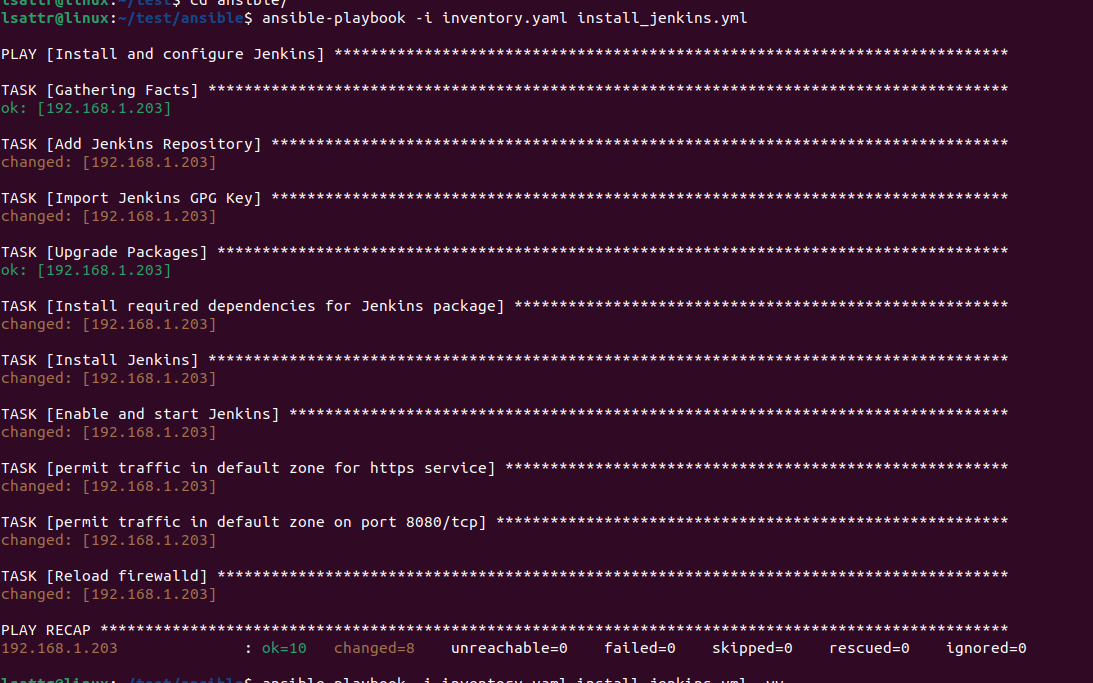 lsattr@linux:~/test$ cd ansible/
lsattr@linux:~/test/ansible$ ansible-playbook -i inventory.yaml install_jenkins.yml
PLAY [Install and configure Jenkins] ***************************************************************************
TASK [Gathering Facts] *****************************************************************************************
ok: [192.168.1.203]
TASK [Add Jenkins Repository] **********************************************************************************
changed: [192.168.1.203]
TASK [Import Jenkins GPG Key] **********************************************************************************
changed: [192.168.1.203]
TASK [Upgrade Packages] ****************************************************************************************
ok: [192.168.1.203]
TASK [Install required dependencies for Jenkins package] *******************************************************
changed: [192.168.1.203]
TASK [Install Jenkins] *****************************************************************************************
changed: [192.168.1.203]
TASK [Enable and start Jenkins] ********************************************************************************
changed: [192.168.1.203]
TASK [permit traffic in default zone for https service] ********************************************************
changed: [192.168.1.203]
TASK [permit traffic in default zone on port 8080/tcp] *********************************************************
changed: [192.168.1.203]
TASK [Reload firewalld] ****************************************************************************************
changed: [192.168.1.203]
PLAY RECAP *****************************************************************************************************
192.168.1.203              : ok=10   changed=8    unreachable=0    failed=0    skipped=0    rescued=0    ignored=0
lsattr@linux:~/test/ansible$ ansible-playbook -i inventory.yaml install_jenkins.yml -vv